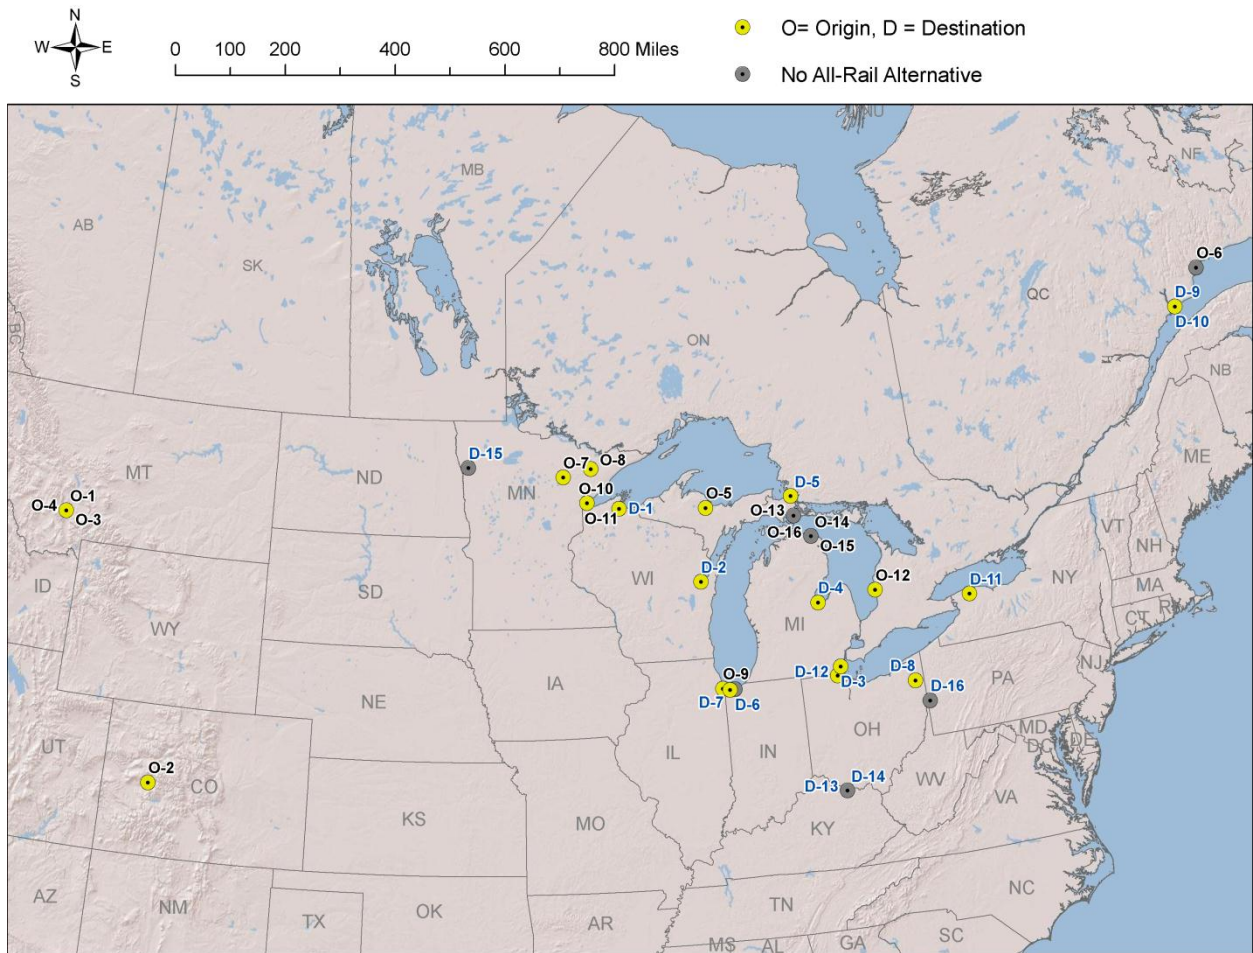 N
W E
S
0 100 200 400 600 800 Miles
O= Origin, D = Destination
No All-Rail Alternative
NU
MB
NF
AB
SK
O-6
QC
D-9
D-10
BC
ON
NB
D-15
O-7 O-8
MT
ND
ME
O-1
O-4
O-3
MN
O-10
O-11
D-1
O-5
D-5
O-13
O-14
O-16
O-15
VT
NH
WI
D-2
O-12
D-11
NY
MA
ID
SD
D-4
RI
CT
WY
MI
IA
O-9
D-12
D-3
D-8
PA
NJ
NE
D-7
D-6
D-16
OH
IL
IN
MD
DC
DE
UT
O-2
CO
D-13
D-14
WV
VA
KS
MO
KY
AZ
NM
TX
OK
AR
TN
NC
MS
AL
GA
SC